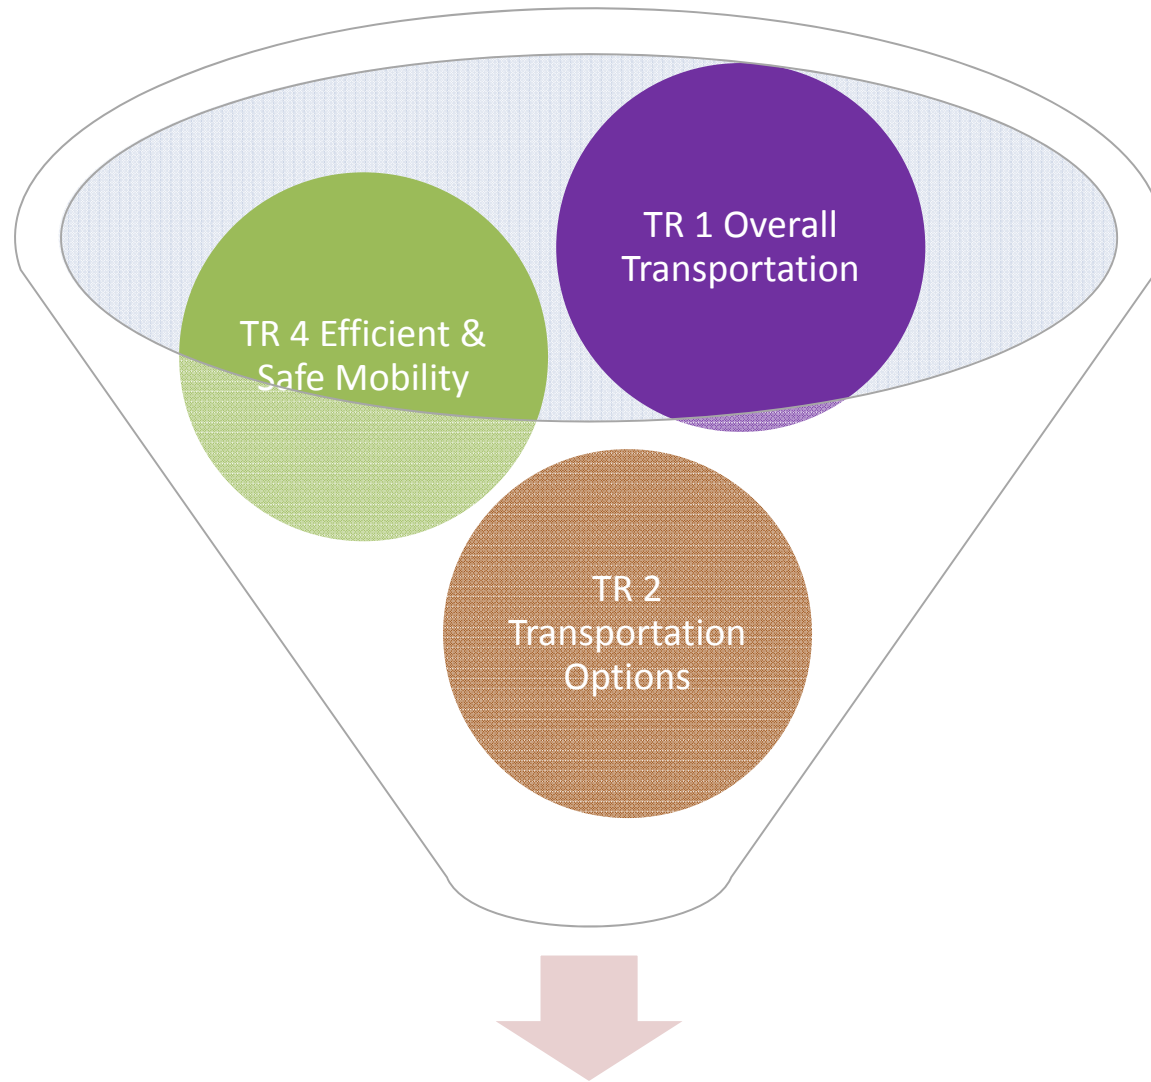 TR 1 Overall
Transportation
TR 4 Efficient &
Safe Mobility
TR 2
Transportation
Options